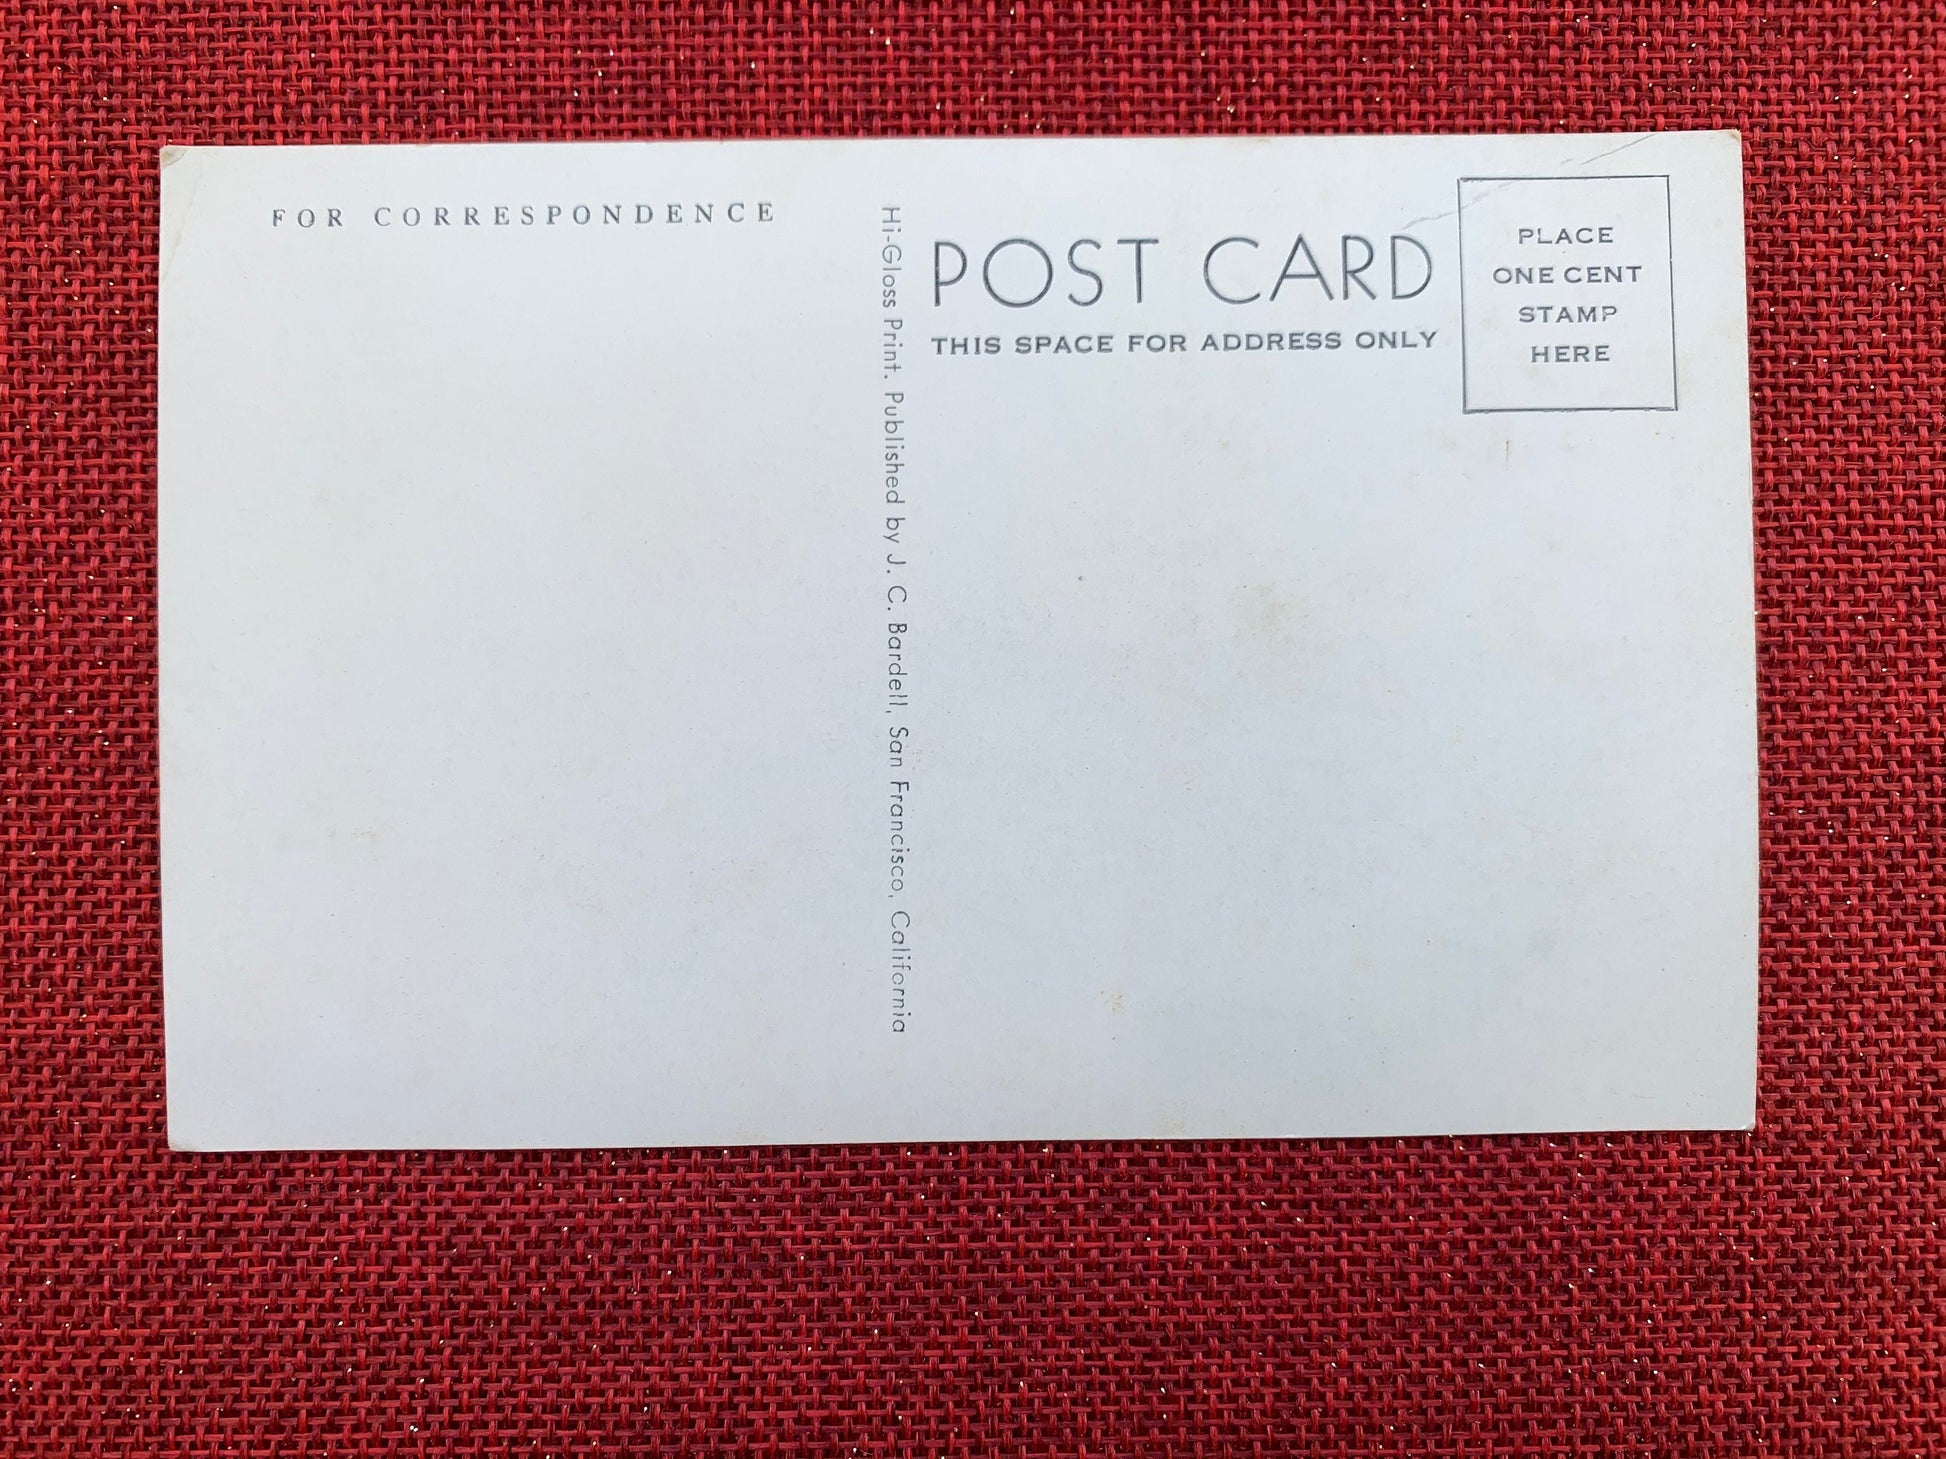 FOR CORRESPONDENCE
Hi-Gloss Print. Published by J. C. Bardell, San Francisco, California
POST CARD
THIS SPACE FOR ADDRESS ONLY
PLACE
ONE CENT
STAMP
HERE